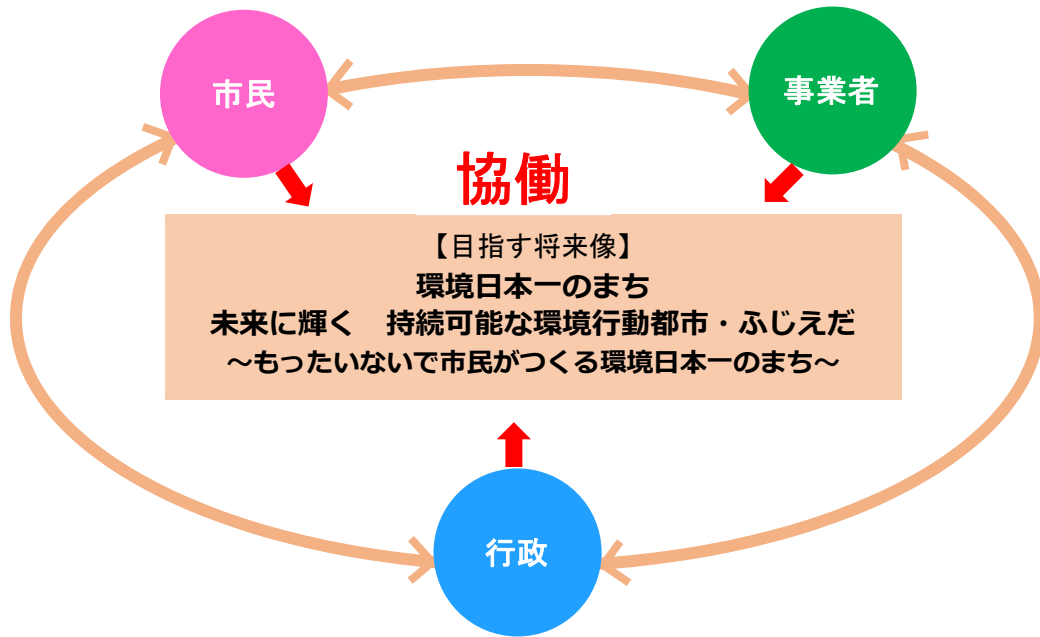 市民
事業者
協働
【目指す将来像】
環境日本一のまち
未来に輝く　持続可能な環境行動都市・ふじえだ
～もったいないで市民がつくる環境日本一のまち～
行政